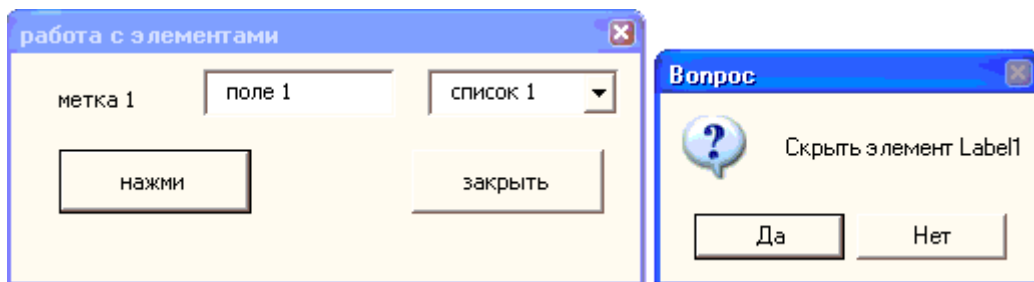 работа с элементами
метка 1
поле 1
список 1
нажми
закрыть
Вопрос
Скрыть элемент Label1
Да
Нет